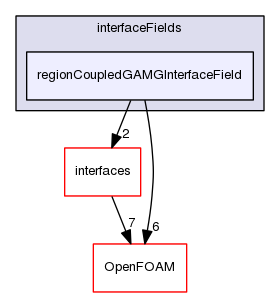 interfaceFields
regionCoupledGAMGInterfaceField
2
interfaces
7
6
OpenFOAM